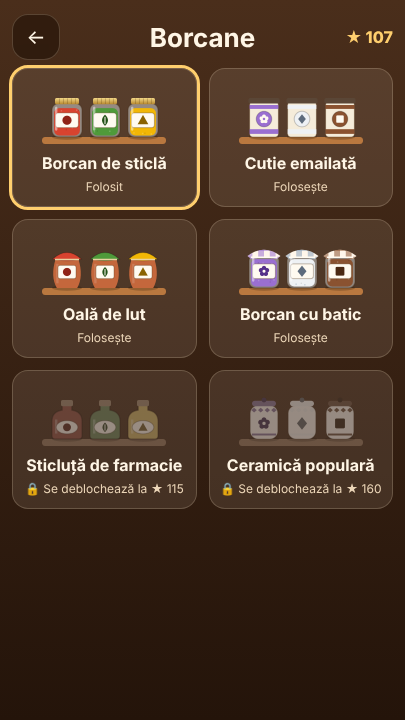 ←
Borcane
★ 107
Borcan de sticlă
Folosit
Cutie emailată
Folosește
Oală de lut
Folosește
Borcan cu batic
Folosește
Sticluță de farmacie
🔒 Se deblochează la ★ 115
Ceramică populară
🔒 Se deblochează la ★ 160